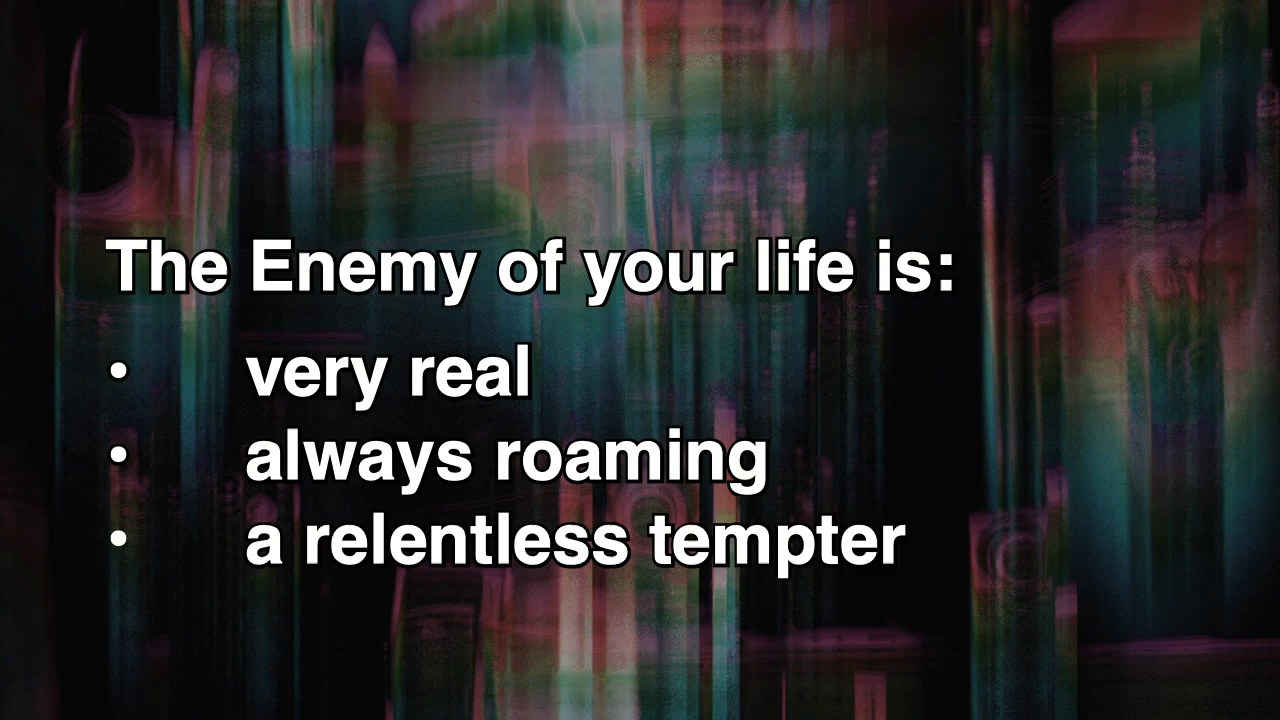 The Enemy of your life is:
• very real
• always roaming
• a relentless tempter